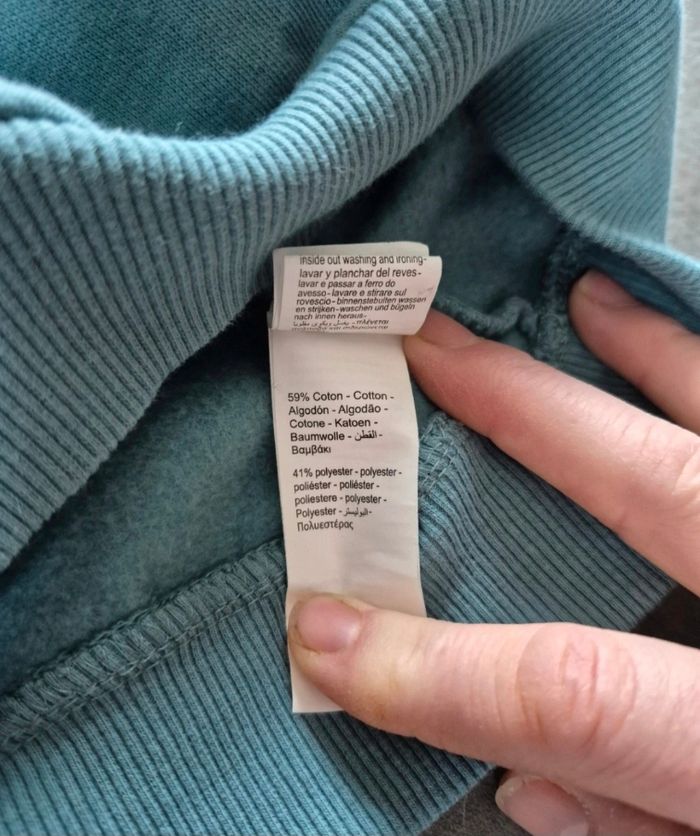 Inside out washing and ironing-
lavar y planchar del reves-
lavar e passar a ferro do
avesso-lavare e stirare sul
rovescio-binnenstebuiten wassen
en strijken-waschen und bügeln
nach innen heraus-
59% Coton - Cotton -
Algodón - Algodão -
Cotone - Katoen -
Baumwolle - القطن -
Βαμβάκι
41% polyester - polyester -
poliéster - poliéster -
poliestere - polyester -
Polyester - البوليستر-
Πολυεστέρας